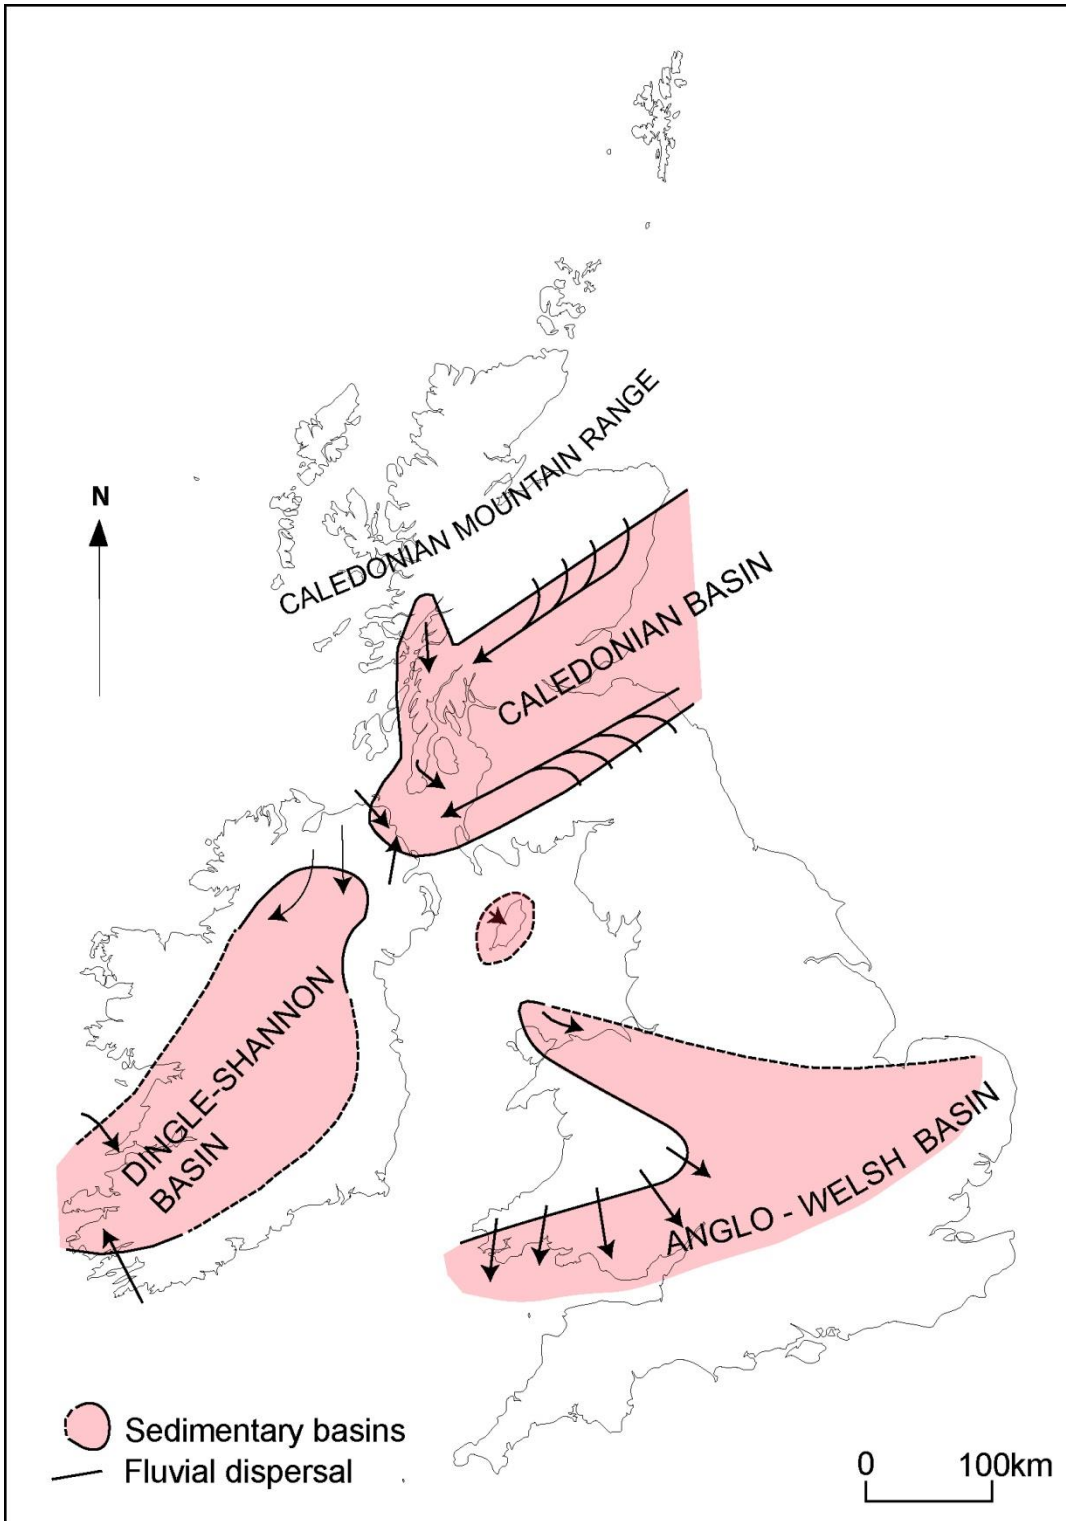 N
CALEDONIAN MOUNTAIN RANGE
CALEDONIAN BASIN
DINGLE-SHANNON
BASIN
ANGLO - WELSH BASIN
Sedimentary basins
Fluvial dispersal
0 100km